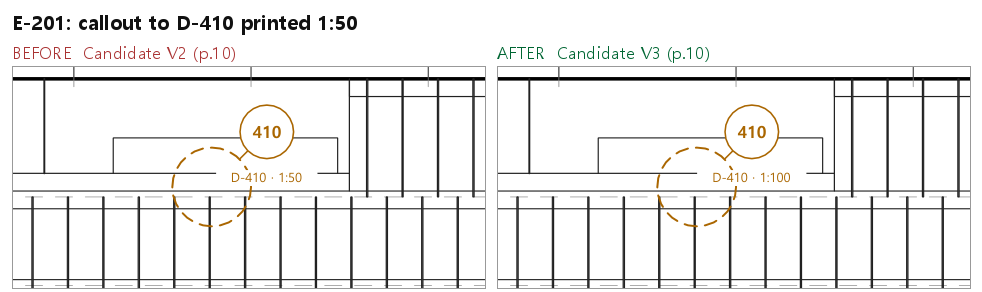 E-201: callout to D-410 printed 1:50
BEFORE Candidate V2 (p.10)
410
D-410 · 1:50
AFTER Candidate V3 (p.10)
410
D-410 · 1:100